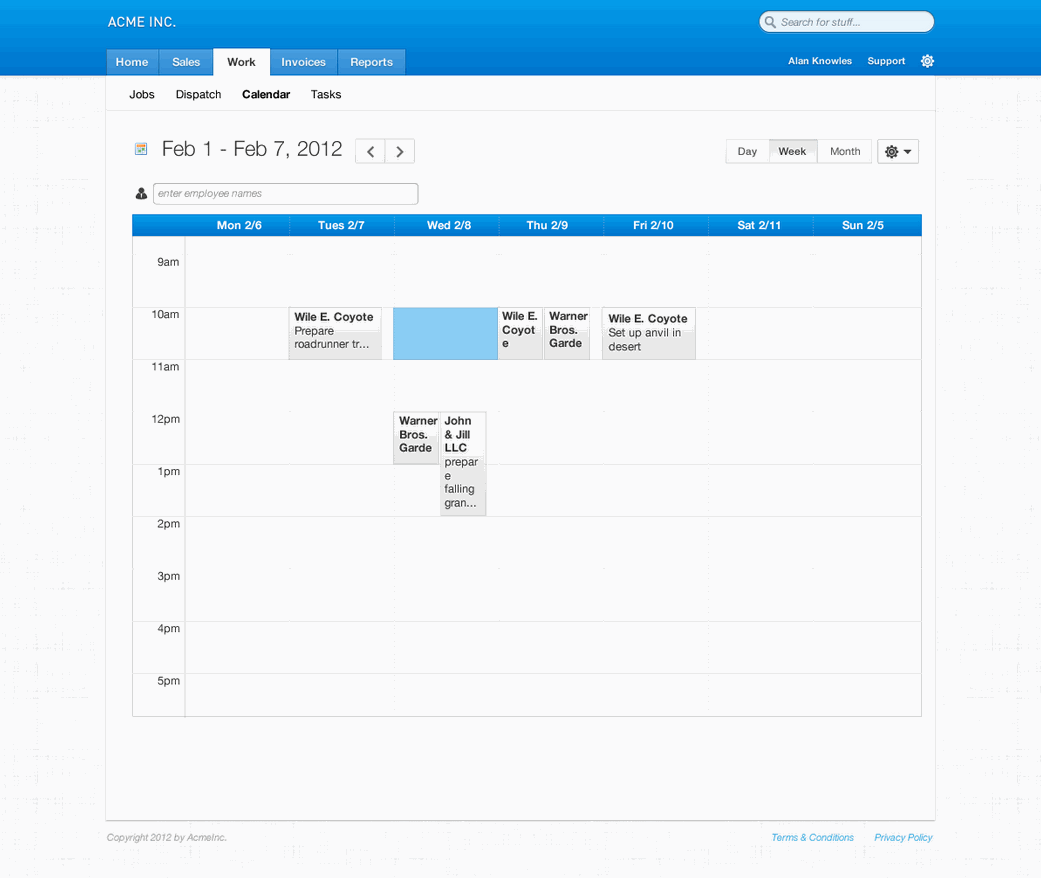 ACME INC.
Search for stuff...
Home Sales Work Invoices Reports
Alan Knowles Support
Jobs Dispatch Calendar Tasks
Feb 1 - Feb 7, 2012
Day Week Month
enter employee names
Mon 2/6 Tues 2/7 Wed 2/8 Thu 2/9 Fri 2/10 Sat 2/11 Sun 2/5
9am
10am
Wile E. Coyote
Prepare
roadrunner tr...
Wile E.
Coyot
e
Warner
Bros.
Garde
Wile E. Coyote
Set up anvil in
desert
11am
12pm
Warner
Bros.
Garde
John
& Jill
LLC
prepar
e
falling
gran...
1pm
2pm
3pm
4pm
5pm
Copyright 2012 by AcmeInc.
Terms & Conditions Privacy Policy